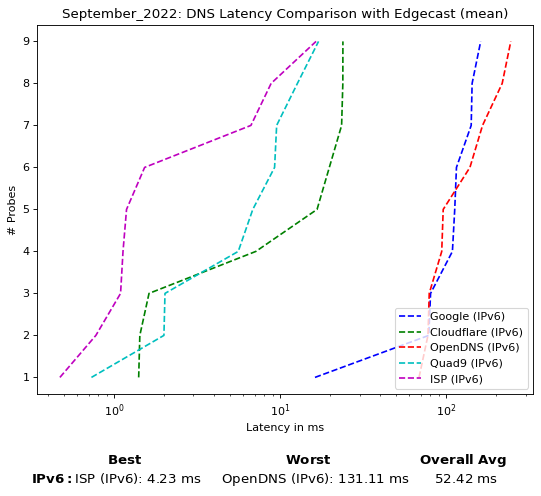 September_2022: DNS Latency Comparison with Edgecast (mean)
9
8
7
6
5
4
3
2
1
# Probes
Google (IPv6)
Cloudflare (IPv6)
OpenDNS (IPv6)
Quad9 (IPv6)
ISP (IPv6)
10⁰ 10¹ 10²
Latency in ms
Best Worst Overall Avg
IPv6: ISP (IPv6): 4.23 ms OpenDNS (IPv6): 131.11 ms 52.42 ms